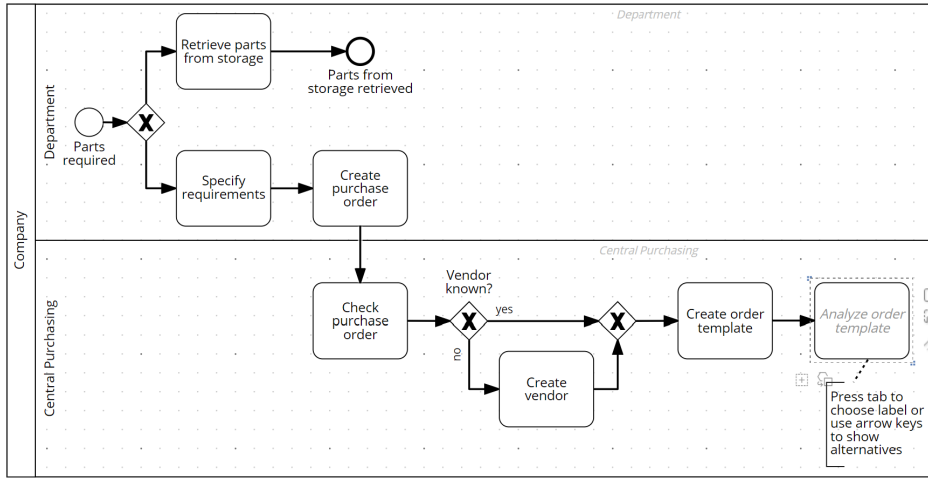 Department
Retrieve parts
from storage
Parts from
storage retrieved
Department
X
Parts
required
Specify
requirements
Create
purchase
order
Company
Central Purchasing
Central Purchasing
Vendor
known?
Check
purchase
order
X
yes
X
Create order
template
Analyze order
template
no
Create
vendor
Press tab to
choose label or
use arrow keys
to show
alternatives